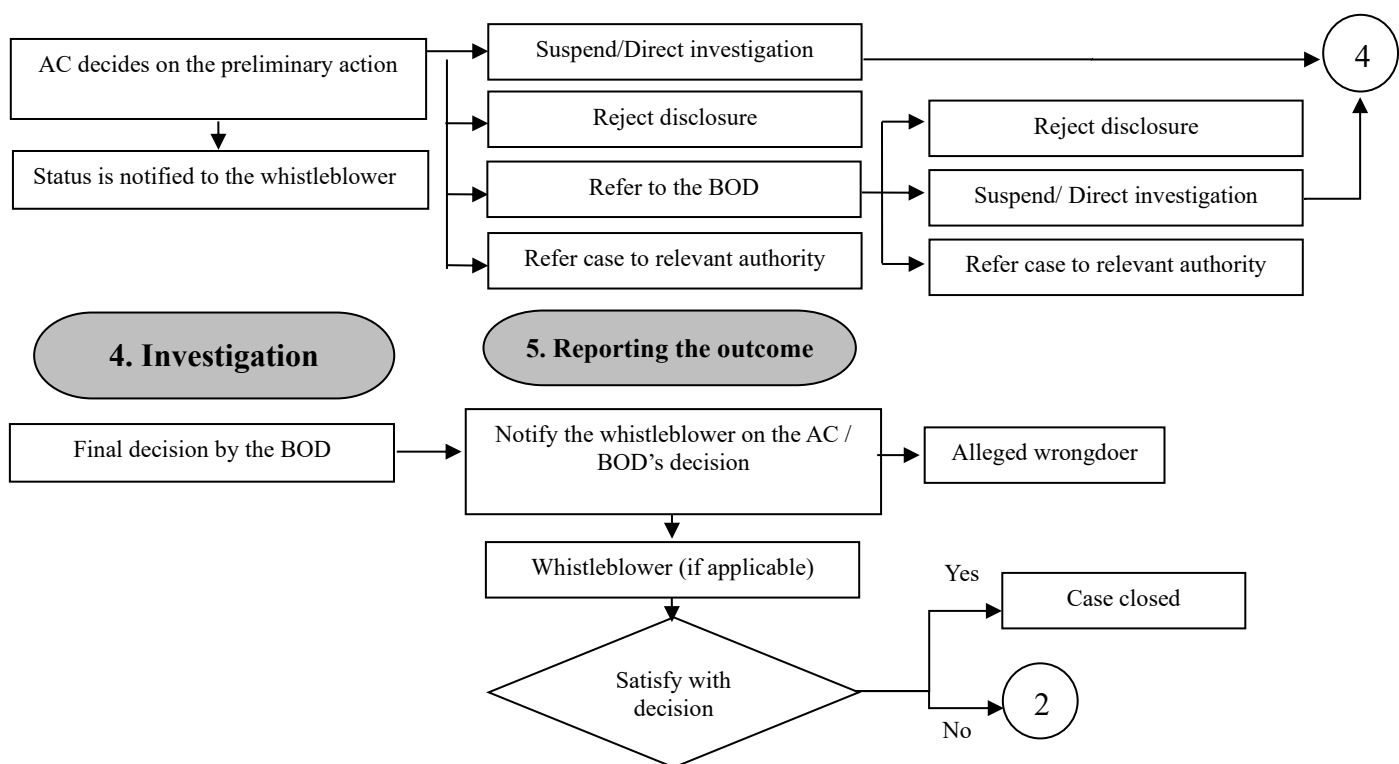 AC decides on the preliminary action
Status is notified to the whistleblower
Suspend/Direct investigation
Reject disclosure
Refer to the BOD
Refer case to relevant authority
Reject disclosure
Suspend/ Direct investigation
Refer case to relevant authority
4
4. Investigation
5. Reporting the outcome
Final decision by the BOD
Notify the whistleblower on the AC /
BOD’s decision
Alleged wrongdoer
Whistleblower (if applicable)
Satisfy with
decision
Yes
Case closed
No
2